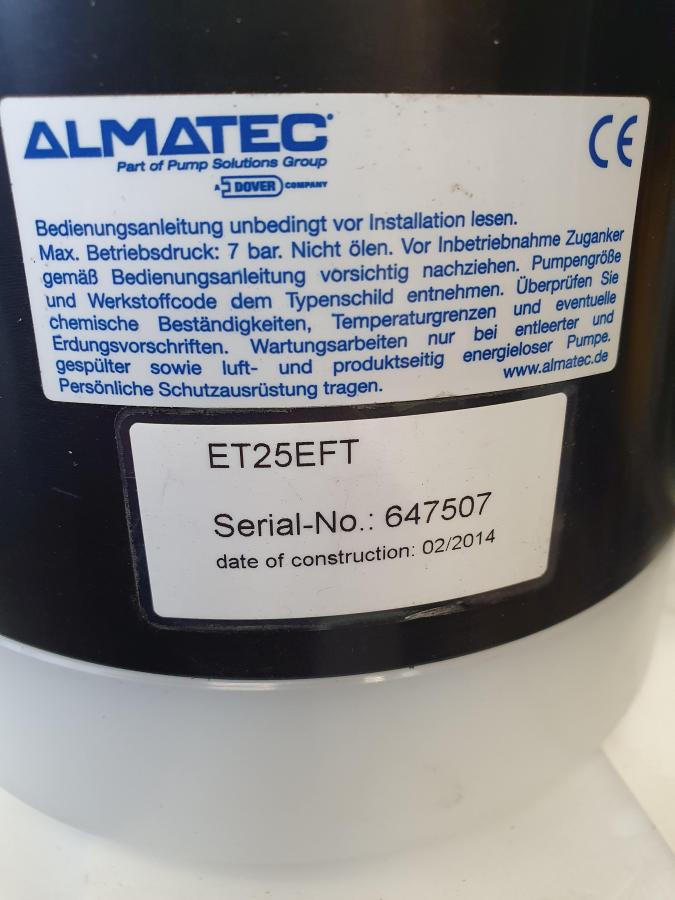 ALMATEC
Part of Pump Solutions Group
A DOVER COMPANY
CE
Bedienungsanleitung unbedingt vor Installation lesen.
Max. Betriebsdruck: 7 bar. Nicht ölen. Vor Inbetriebnahme Zuganker
gemäß Bedienungsanleitung vorsichtig nachziehen. Pumpengröße
und Werkstoffcode dem Typenschild entnehmen. Überprüfen Sie
chemische Beständigkeiten, Temperaturgrenzen und eventuelle
Erdungsvorschriften. Wartungsarbeiten nur bei entleerter und
gespülter sowie luft- und produktseitig energieloser Pumpe.
Persönliche Schutzausrüstung tragen.
www.almatec.de
ET25EFT
Serial-No.: 647507
date of construction: 02/2014